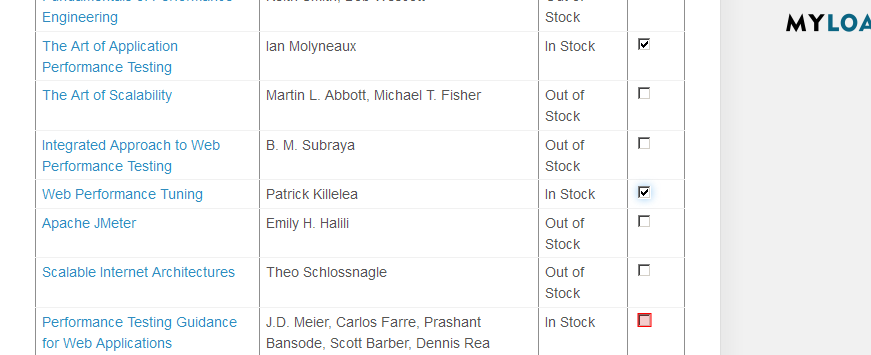 Engineering
Stock
The Art of Application
Performance Testing
Ian Molyneaux
In Stock
The Art of Scalability
Martin L. Abbott, Michael T. Fisher
Out of
Stock
Integrated Approach to Web
Performance Testing
B. M. Subraya
Out of
Stock
Web Performance Tuning
Patrick Killelea
In Stock
Apache JMeter
Emily H. Halili
Out of
Stock
Scalable Internet Architectures
Theo Schlossnagle
Out of
Stock
Performance Testing Guidance
for Web Applications
J.D. Meier, Carlos Farre, Prashant
Bansode, Scott Barber, Dennis Rea
In Stock
MYLOA